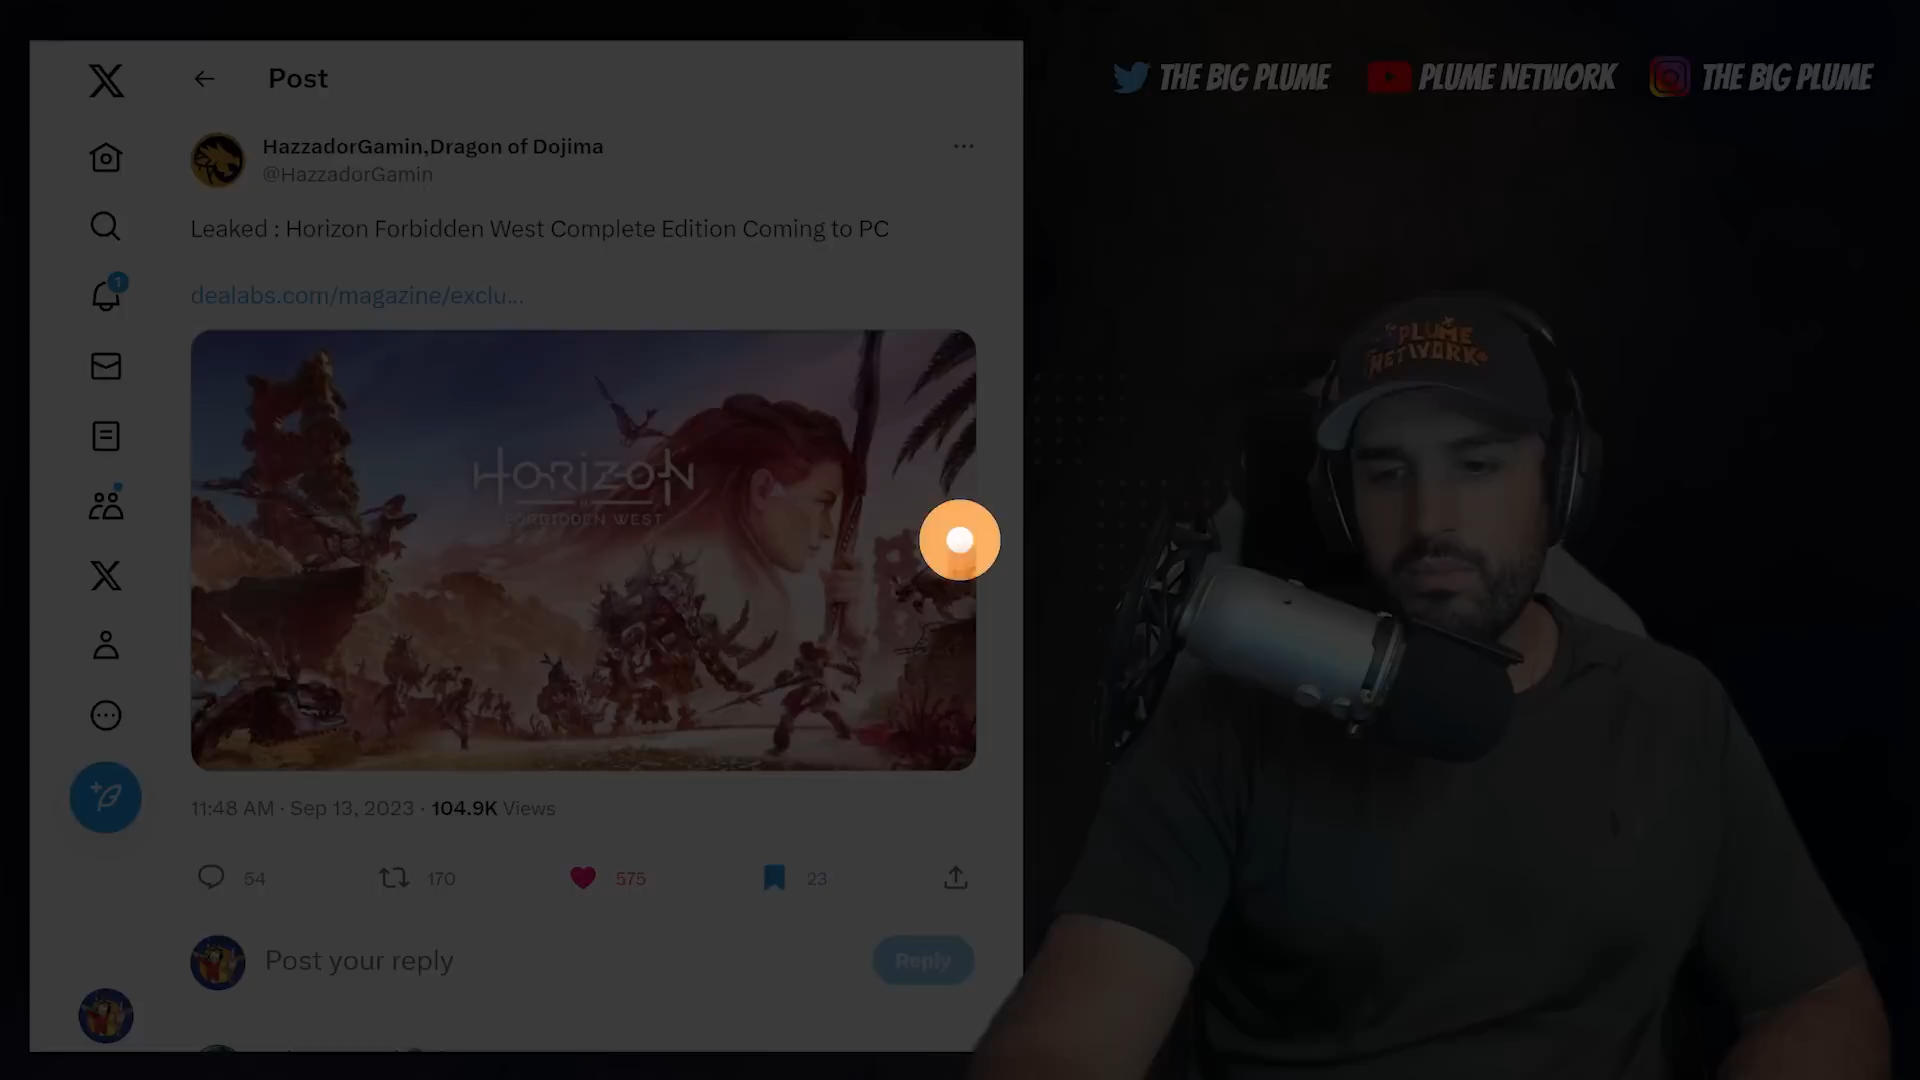 Post
THE BIG PLUME
PLUME NETWORK
THE BIG PLUME
HazzadorGamin,Dragon of Dojima
@HazzadorGamin
Leaked : Horizon Forbidden West Complete Edition Coming to PC
1
dealabs.com/magazine/exclu...
HORIZON
FORBIDDEN WEST
PLUME
NETWORK
11:48 AM · Sep 13, 2023 · 104.9K Views
54
170
575
23
Post your reply
Reply